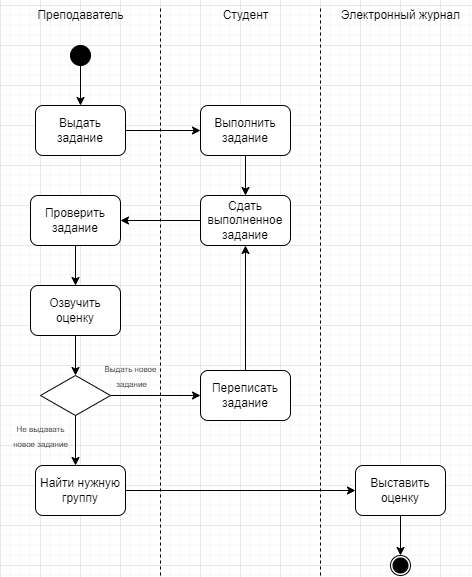 Преподаватель
Студент
Электронный журнал
Выдать
задание
Выполнить
задание
Проверить
задание
Сдать
выполненное
задание
Озвучить
оценку
Выдать новое
задание
Переписать
задание
Не выдавать
новое задание
Найти нужную
группу
Выставить
оценку